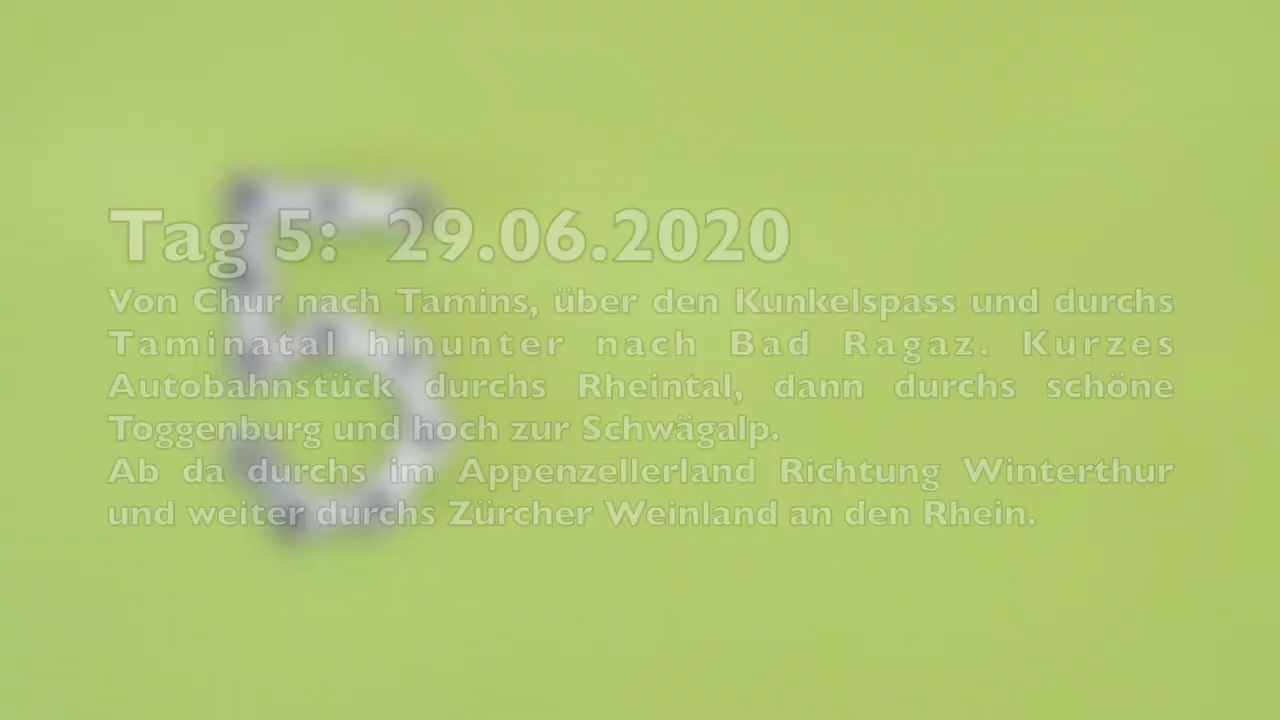 Tag 5: 29.06.2020
Von Chur nach Tamins, über den Kunkelspass und durchs
Taminatal hinunter nach Bad Ragaz. Kurzes
Autobahnstück durchs Rheintal, dann durchs schöne
Toggenburg und hoch zur Schwägalp.
Ab da durchs im Appenzellerland Richtung Winterthur
und weiter durchs Zürcher Weinland an den Rhein.
5